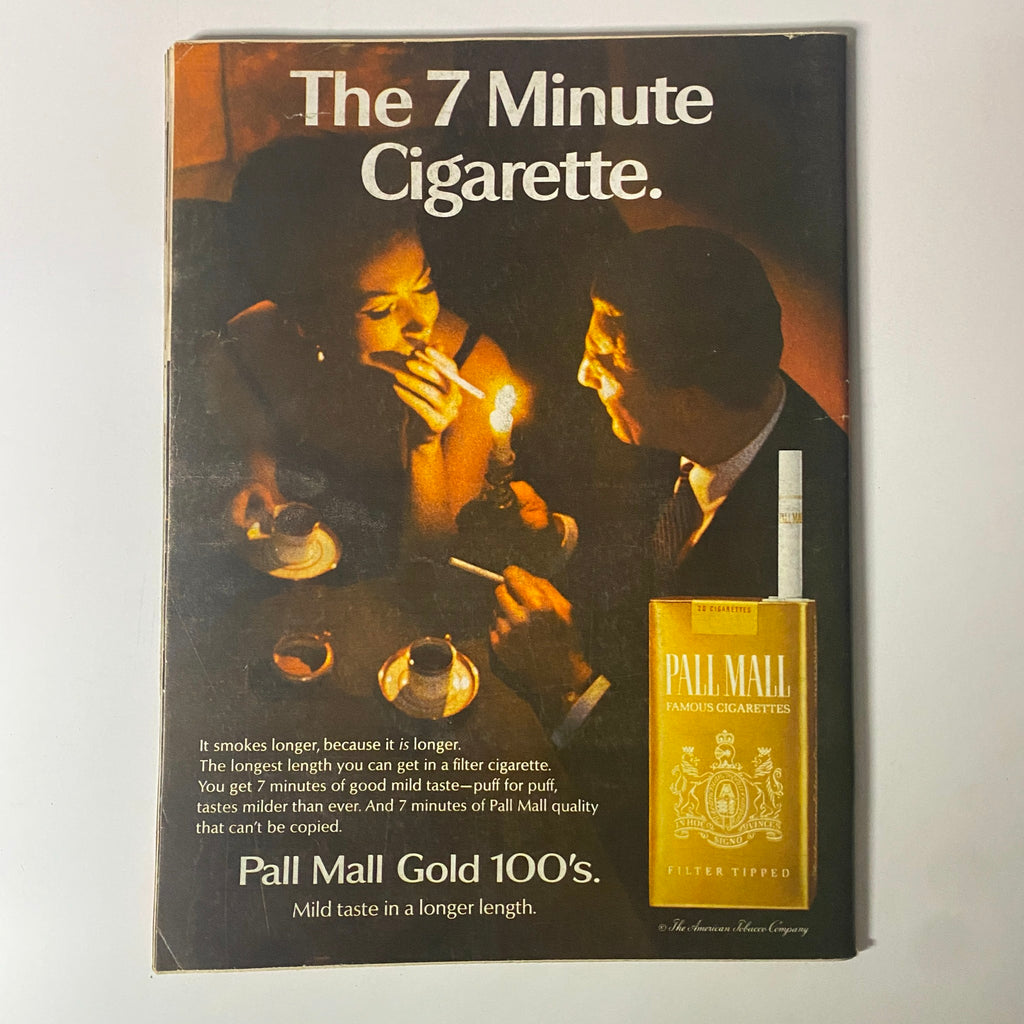 The 7 Minute
Cigarette.
PALL MALL
20 CIGARETTES
PALL MALL
FAMOUS CIGARETTES
IN HOC SIGNO VINCES
FILTER TIPPED
It smokes longer, because it is longer.
The longest length you can get in a filter cigarette.
You get 7 minutes of good mild taste—puff for puff,
tastes milder than ever. And 7 minutes of Pall Mall quality
that can't be copied.
Pall Mall Gold 100's.
Mild taste in a longer length.
© The American Tobacco Company